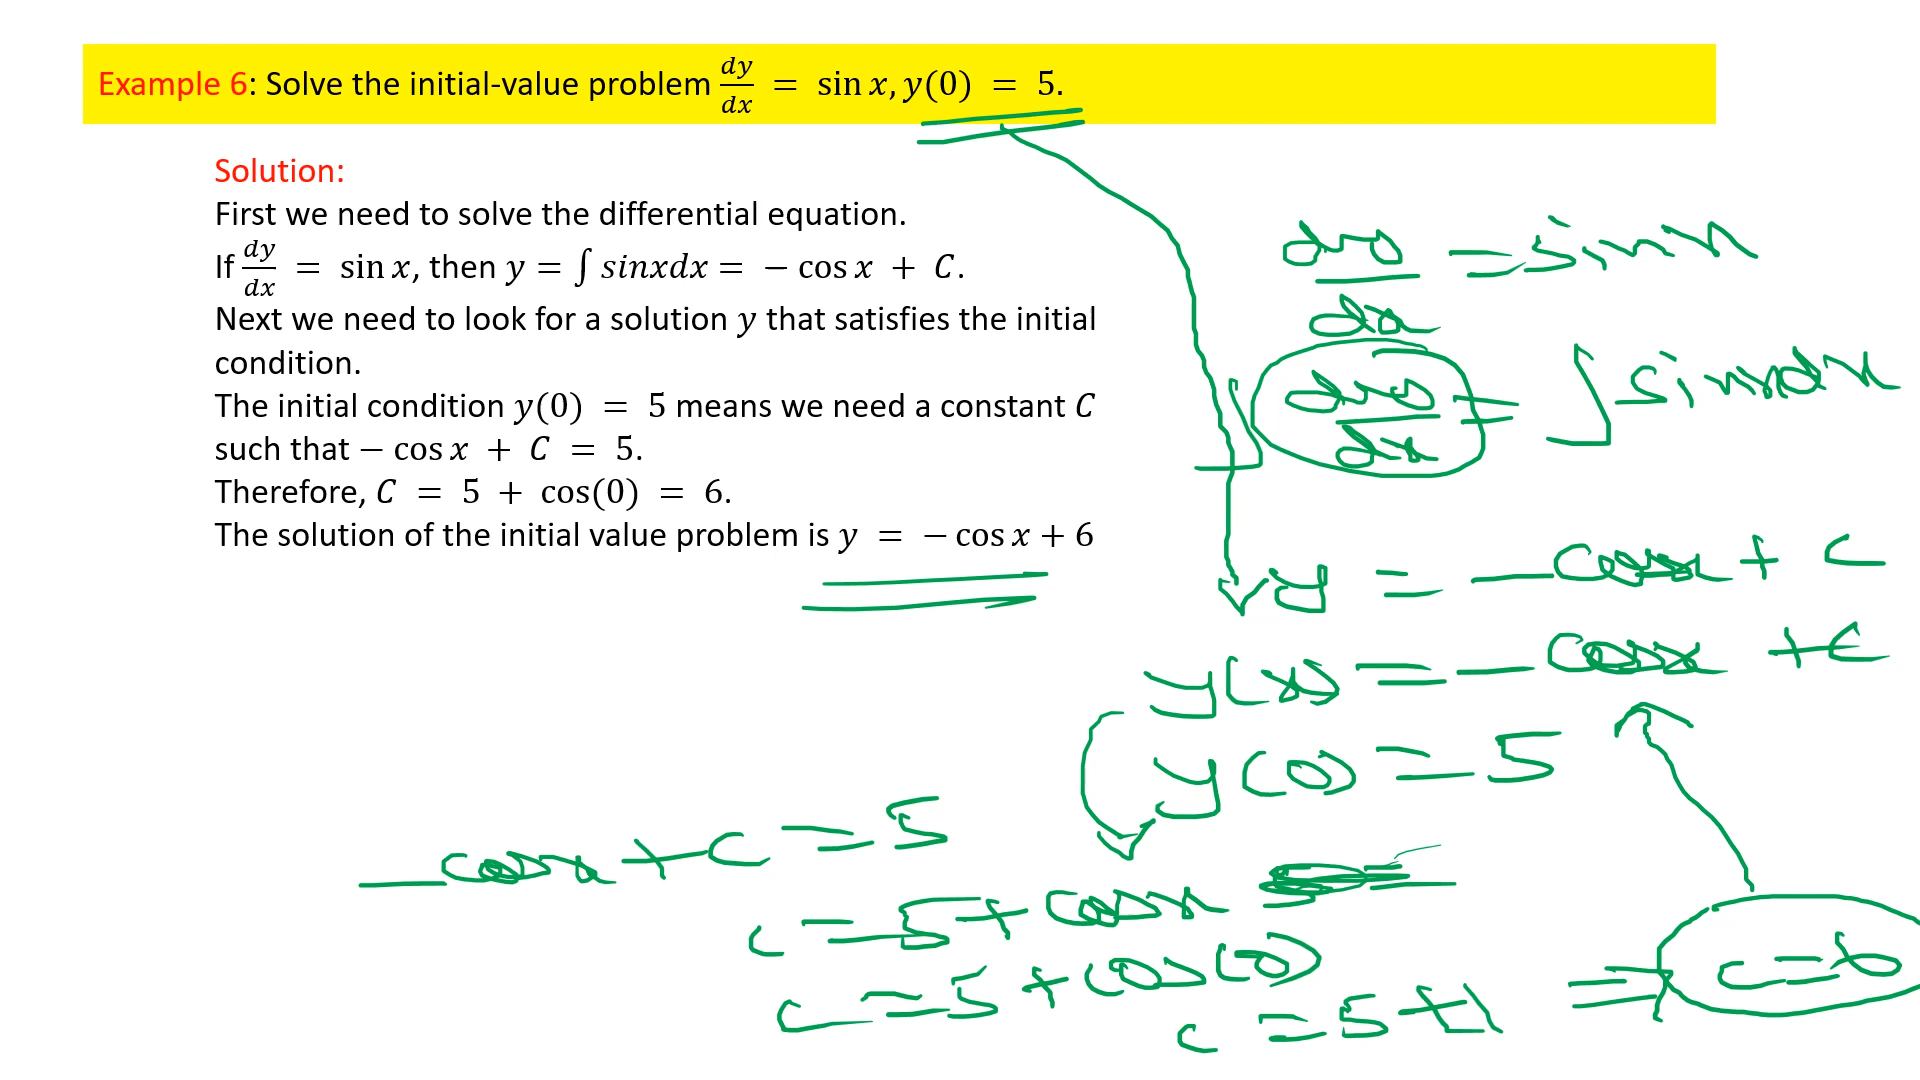 Example 6: Solve the initial-value problem dy/dx = sin x, y(0) = 5.
Solution:
First we need to solve the differential equation.
If dy/dx = sin x, then y = ∫ sinxdx = − cos x + C.
Next we need to look for a solution y that satisfies the initial
condition.
The initial condition y(0) = 5 means we need a constant C
such that − cos x + C = 5.
Therefore, C = 5 + cos(0) = 6.
The solution of the initial value problem is y = − cos x + 6
dy/dx = sinx
∫ dy/dx = ∫ sinxdx
y = − cosx + C
y(x) = − cosx + C
y(0) = 5
− cosx + C = 5
C = 5 + cosx
C = 5 + cos(0)
C = 5 + 1 ⇒ C = 6